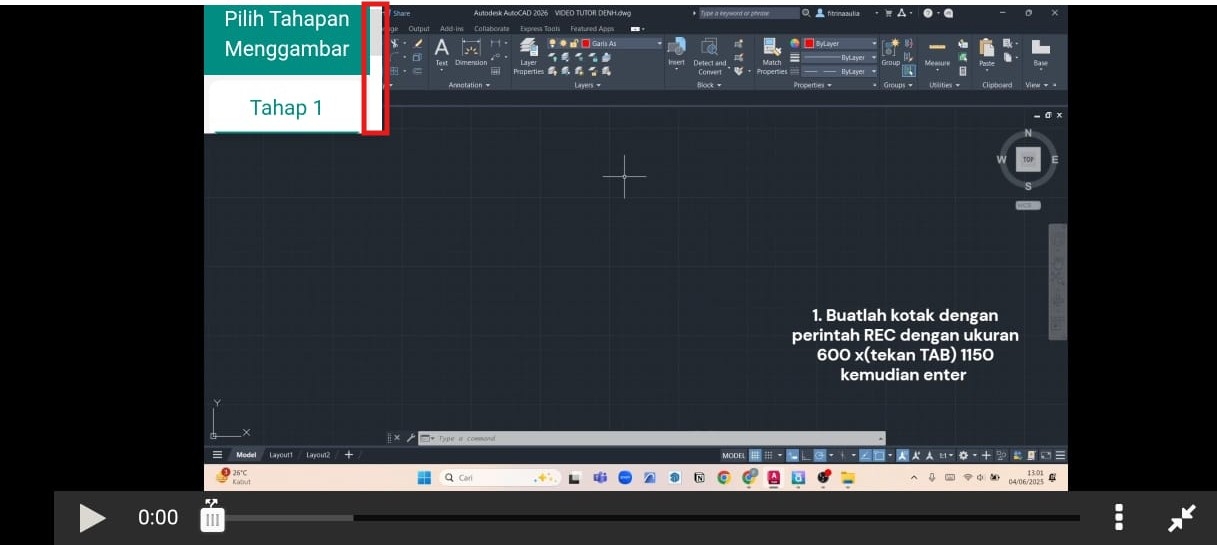 Pilih Tahapan
Menggambar
Tahap 1
Share
Autodesk AutoCAD 2026 VIDEO TUTOR DENH.dwg
Type a keyword or phrase
fitrinaaulia
Output Add-ins Collaborate Express Tools Featured Apps
Text
Dimension
Layer
Properties
Garis As
Insert
Detect and
Convert
Match
Properties
ByLayer
ByLayer
ByLayer
Group
Measure
Paste
Base
Annotation
Layers
Block
Properties
Groups
Utilities
Clipboard
View
N
W
TOP
E
S
WCS
1. Buatlah kotak dengan
perintah REC dengan ukuran
600 x(tekan TAB) 1150
kemudian enter
Y
X
Type a command
Model Layout1 Layout2 +
MODEL
1:1
26°C
Kabut
Cari
13.01
04/06/2025
0:00